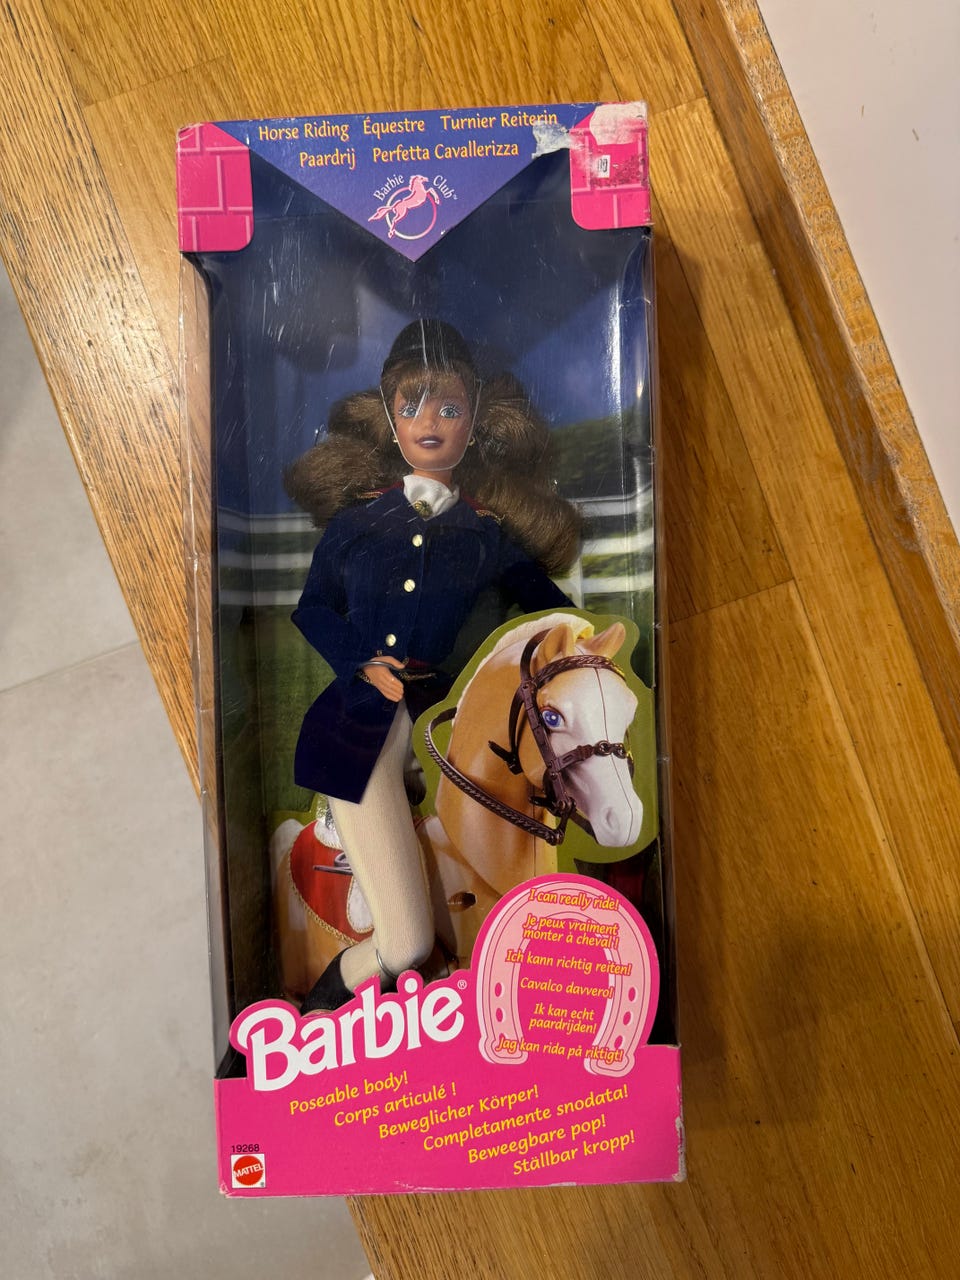 Horse Riding Équestre Turnier Reiterin
Paardrij Perfetta Cavallerizza
Barbie Club™
I can really ride!
Je peux vraiment
monter à cheval !
Ich kann richtig reiten!
Cavalco davvero!
Ik kan echt
paardrijden!
Jag kan rida på riktigt!
Barbie®
Poseable body!
Corps articulé !
Beweglicher Körper!
Completamente snodata!
Beweegbare pop!
Ställbar kropp!
19268
MATTEL®